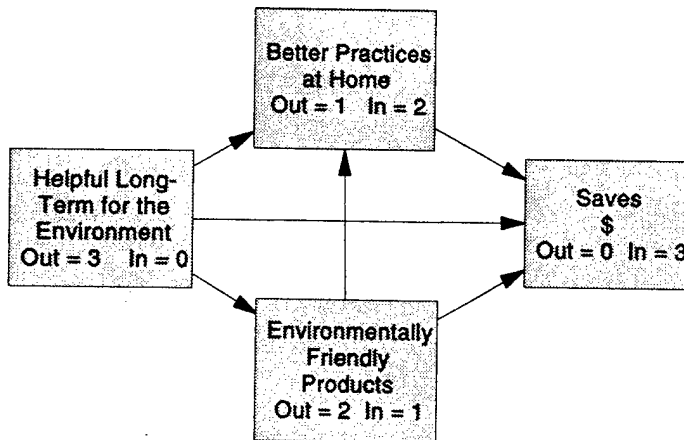 Better Practices
at Home
Out = 1 In = 2
Helpful Long-
Term for the
Environment
Out = 3 In = 0
Saves
$
Out = 0 In = 3
Environmentally
Friendly
Products
Out = 2 In = 1